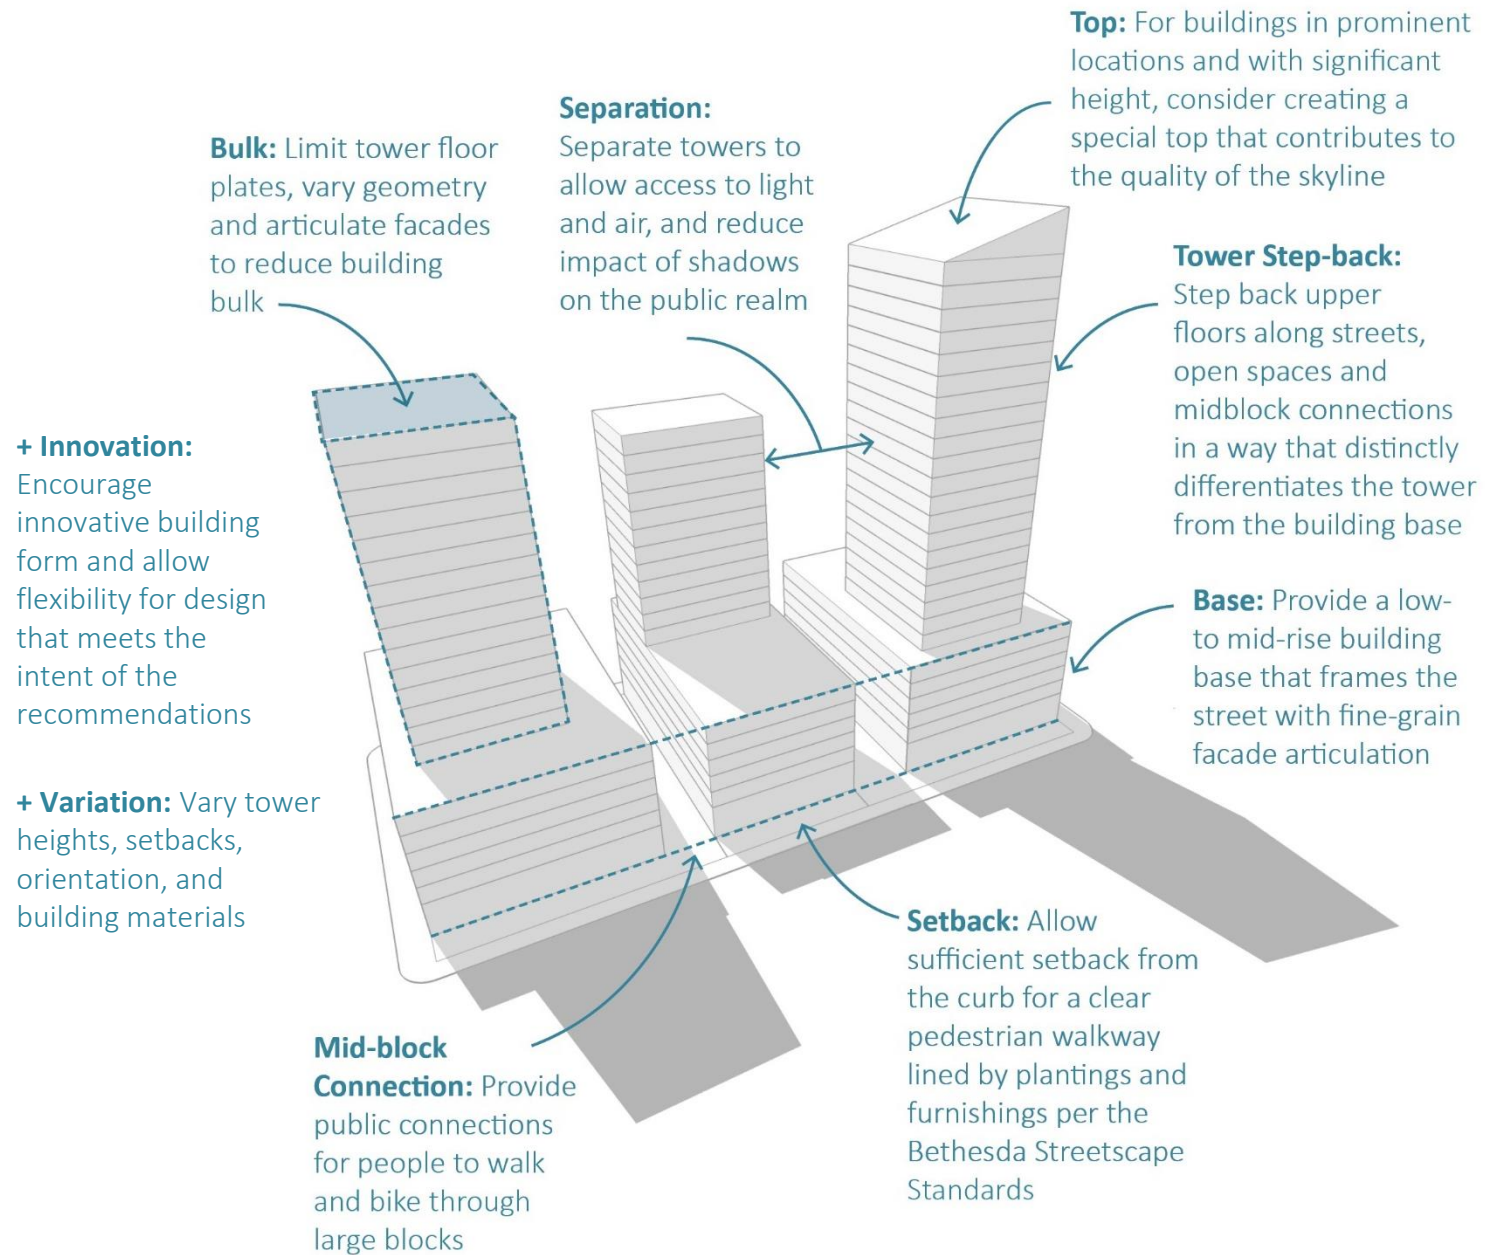 Top: For buildings in prominent
locations and with significant
height, consider creating a
special top that contributes to
the quality of the skyline
Separation:
Separate towers to
allow access to light
and air, and reduce
impact of shadows
on the public realm
Bulk: Limit tower floor
plates, vary geometry
and articulate facades
to reduce building
bulk
Tower Step-back:
Step back upper
floors along streets,
open spaces and
midblock connections
in a way that distinctly
differentiates the tower
from the building base
+ Innovation:
Encourage
innovative building
form and allow
flexibility for design
that meets the
intent of the
recommendations
Base: Provide a low-
to mid-rise building
base that frames the
street with fine-grain
facade articulation
+ Variation: Vary tower
heights, setbacks,
orientation, and
building materials
Setback: Allow
sufficient setback from
the curb for a clear
pedestrian walkway
lined by plantings and
furnishings per the
Bethesda Streetscape
Standards
Mid-block
Connection: Provide
public connections
for people to walk
and bike through
large blocks